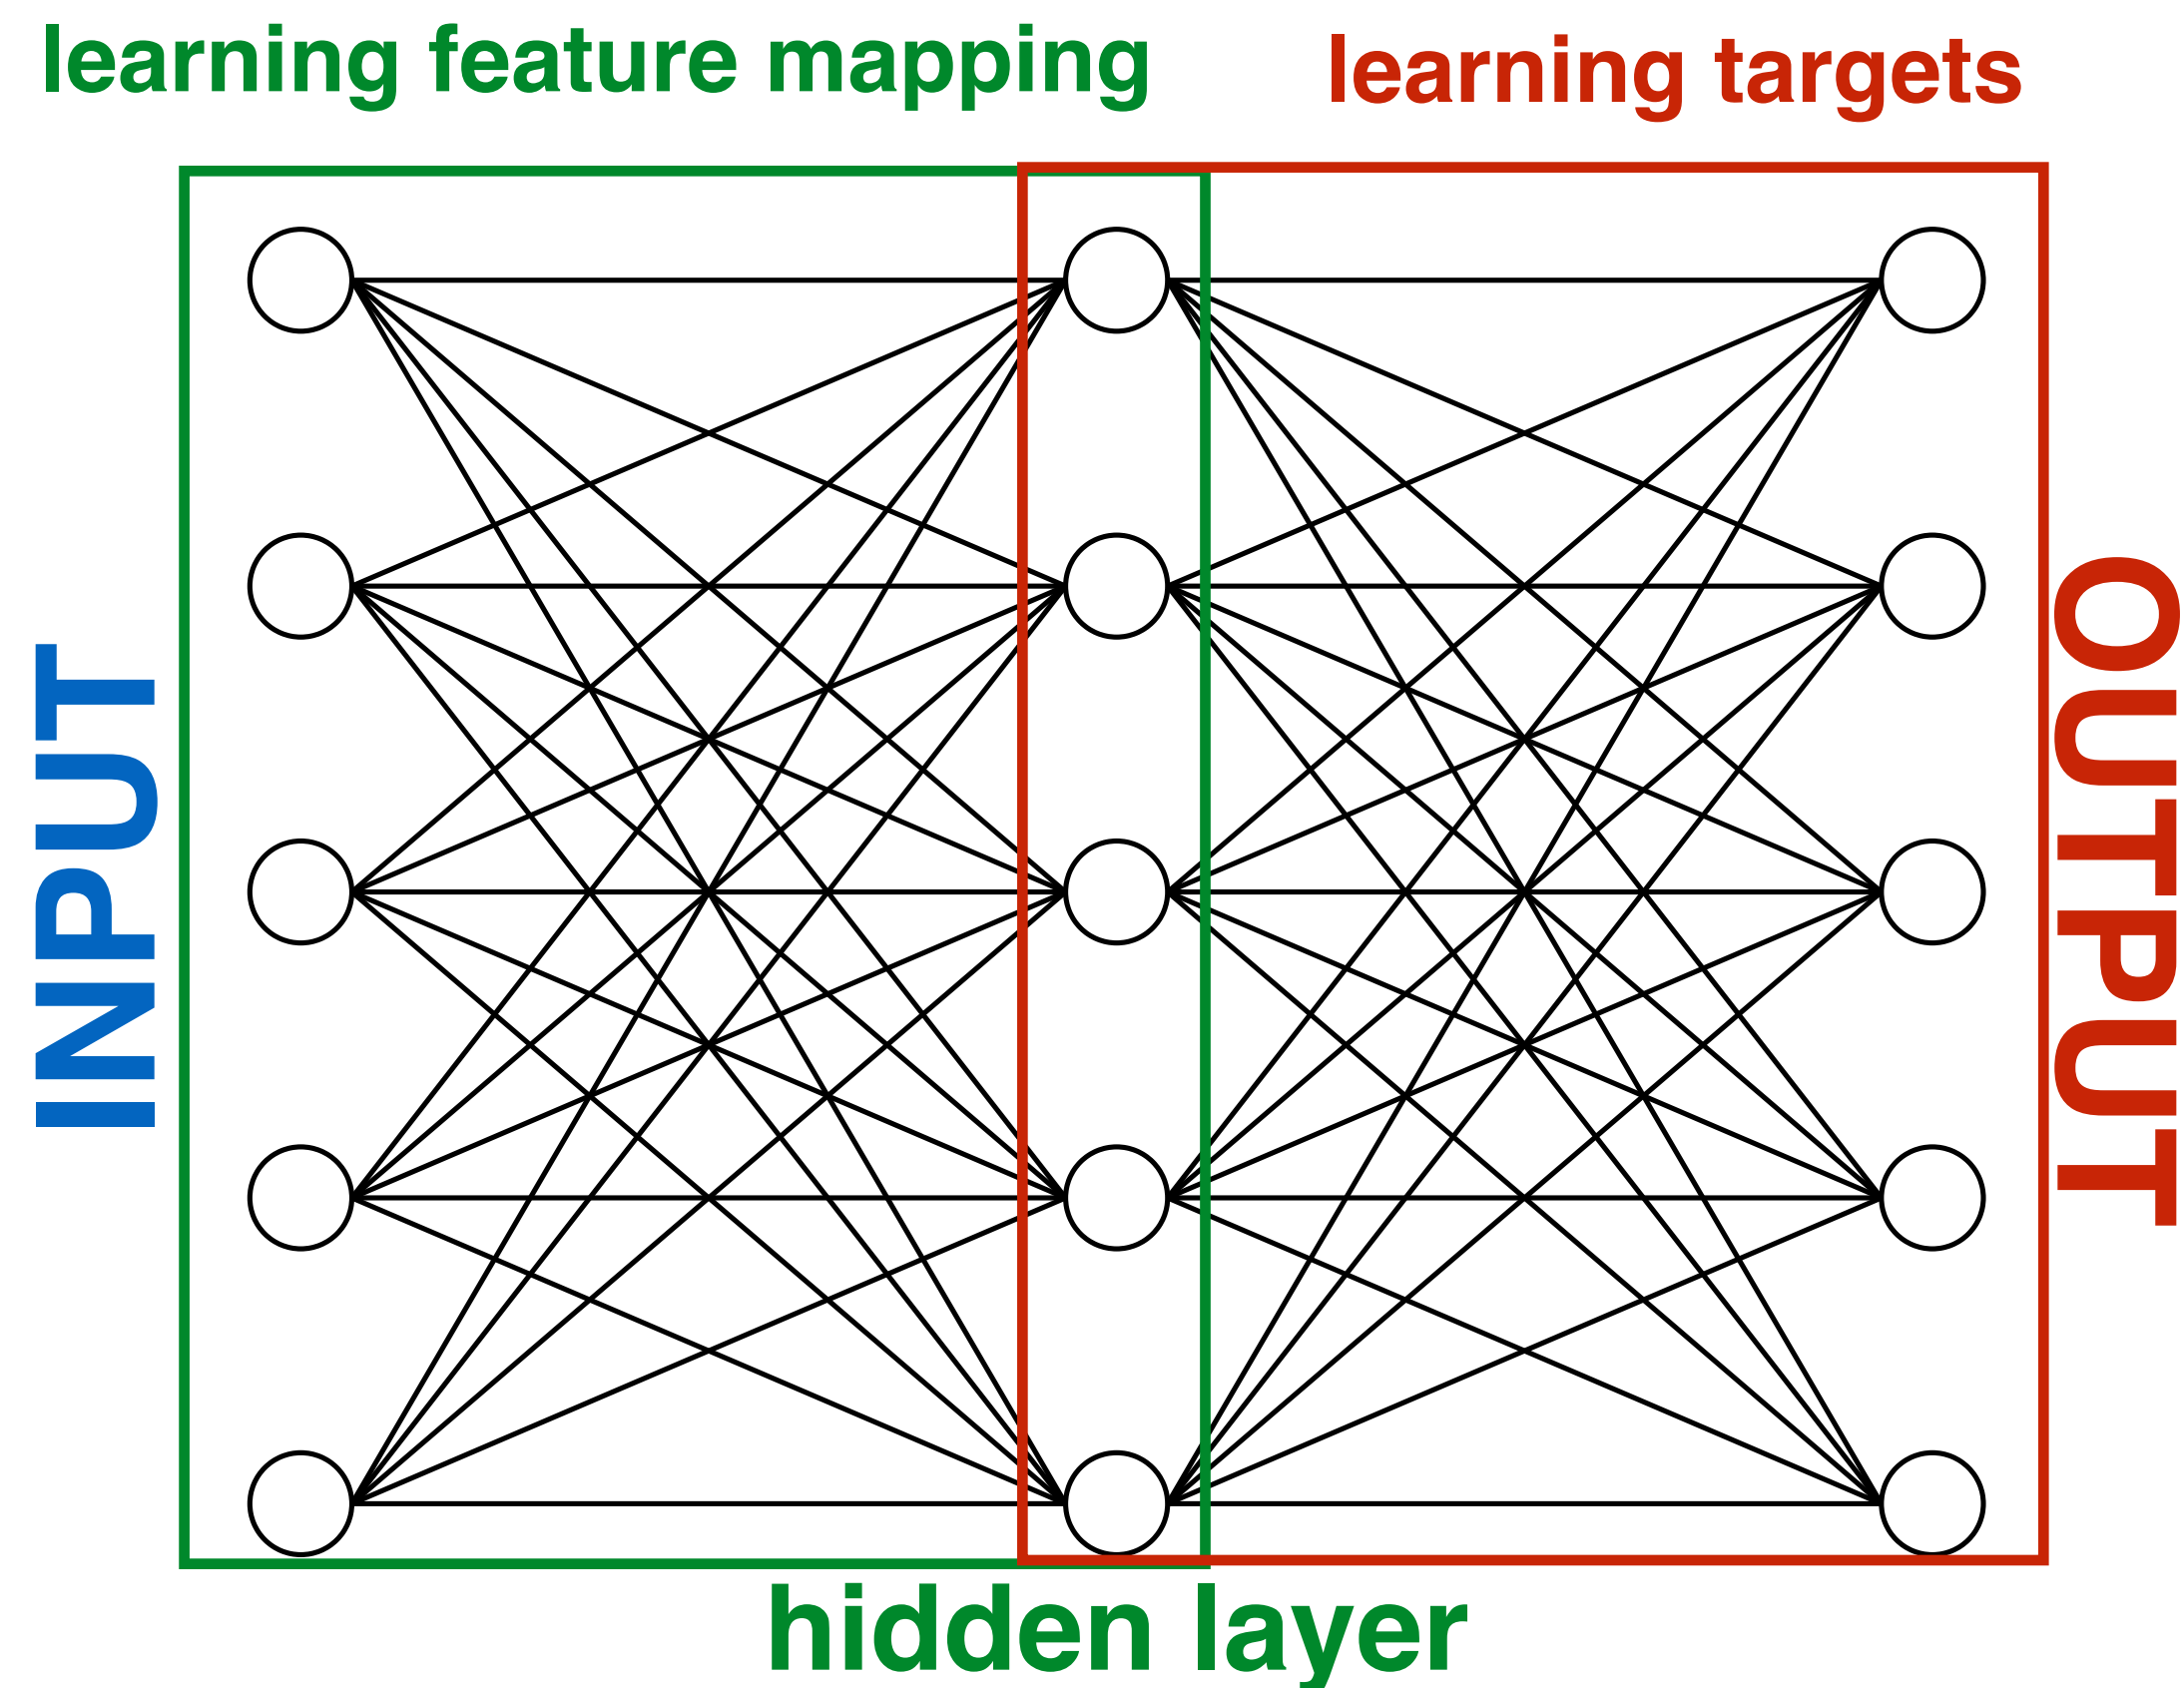 learning feature mapping
learning targets
INPUT
OUTPUT
hidden layer